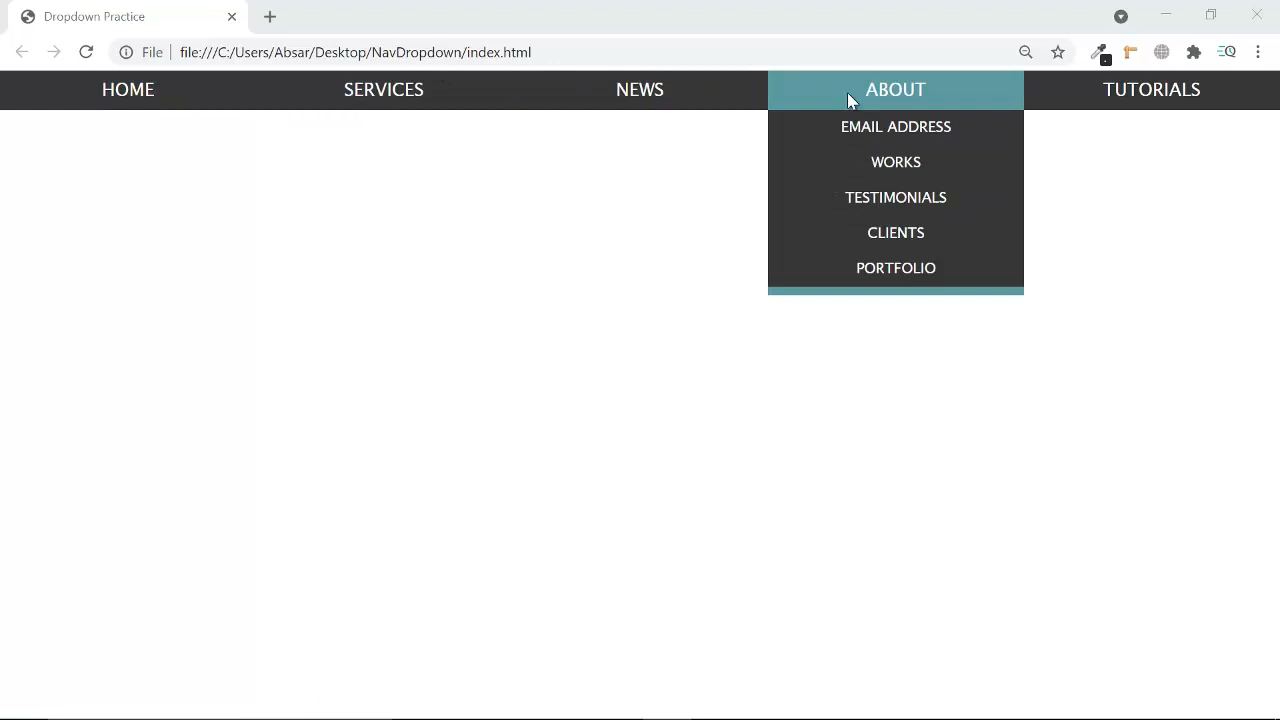 Dropdown Practice
File file:///C:/Users/Absar/Desktop/NavDropdown/index.html
HOME SERVICES NEWS ABOUT TUTORIALS
EMAIL ADDRESS
WORKS
TESTIMONIALS
CLIENTS
PORTFOLIO